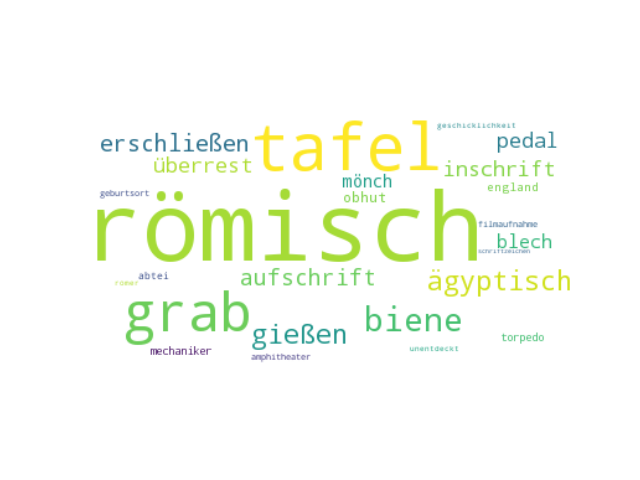 geschicklichkeit
erschließen
tafel
pedal
überrest
inschrift
mönch
england
geburtsort
obhut
römisch
filmaufnahme
blech
schriftzeichen
abtei
aufschrift
ägyptisch
römer
grab
biene
gießen
torpedo
mechaniker
unentdeckt
amphitheater